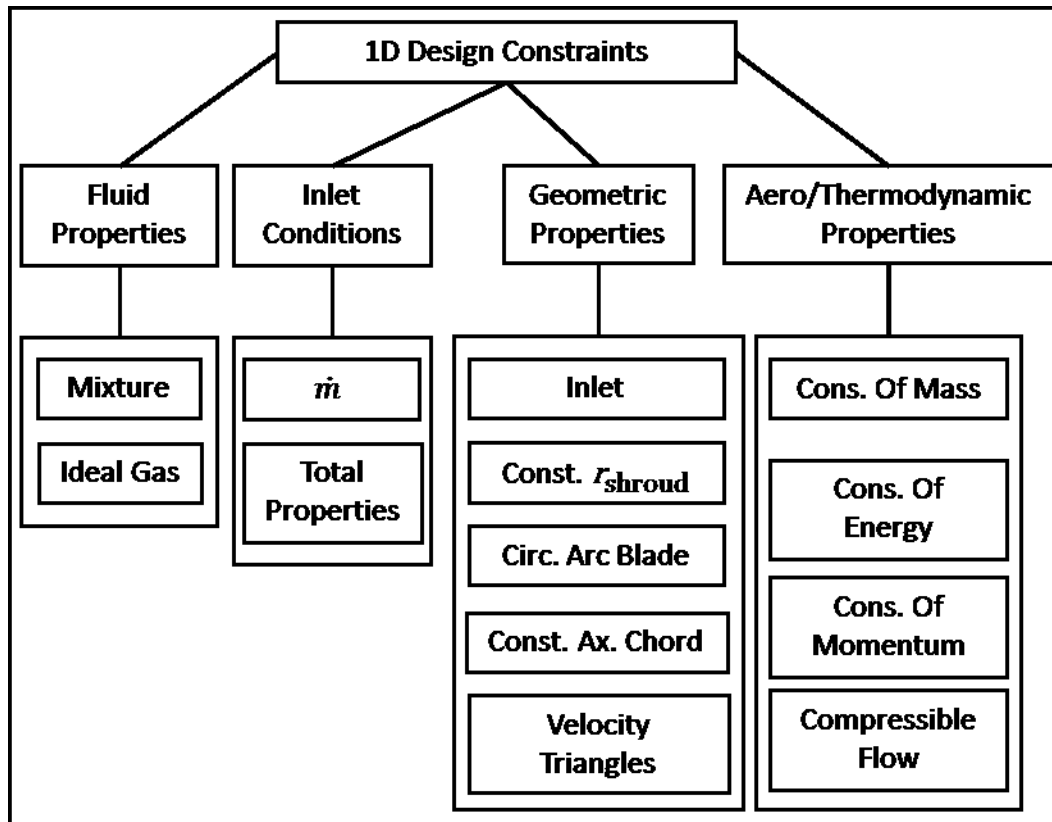 1D Design Constraints
Fluid
Properties
Inlet
Conditions
Geometric
Properties
Aero/Thermodynamic
Properties
Mixture
Ideal Gas
ṁ
Total
Properties
Inlet
Const. r_shroud
Circ. Arc Blade
Const. Ax. Chord
Velocity
Triangles
Cons. Of Mass
Cons. Of
Energy
Cons. Of
Momentum
Compressible
Flow